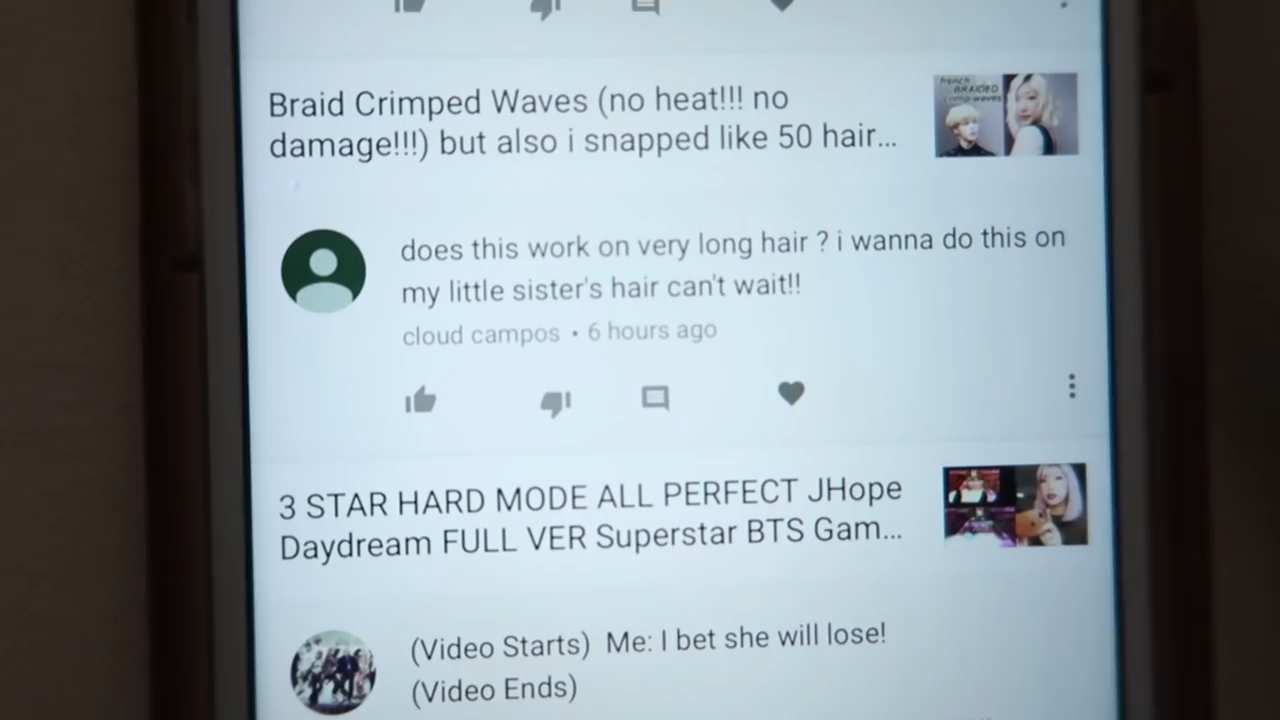 Braid Crimped Waves (no heat!!! no
damage!!!) but also i snapped like 50 hair...
french
BRAIDED
does this work on very long hair ? i wanna do this on
my little sister's hair can't wait!!
cloud campos • 6 hours ago
3 STAR HARD MODE ALL PERFECT JHope
Daydream FULL VER Superstar BTS Gam...
(Video Starts)  Me: I bet she will lose!
(Video Ends)